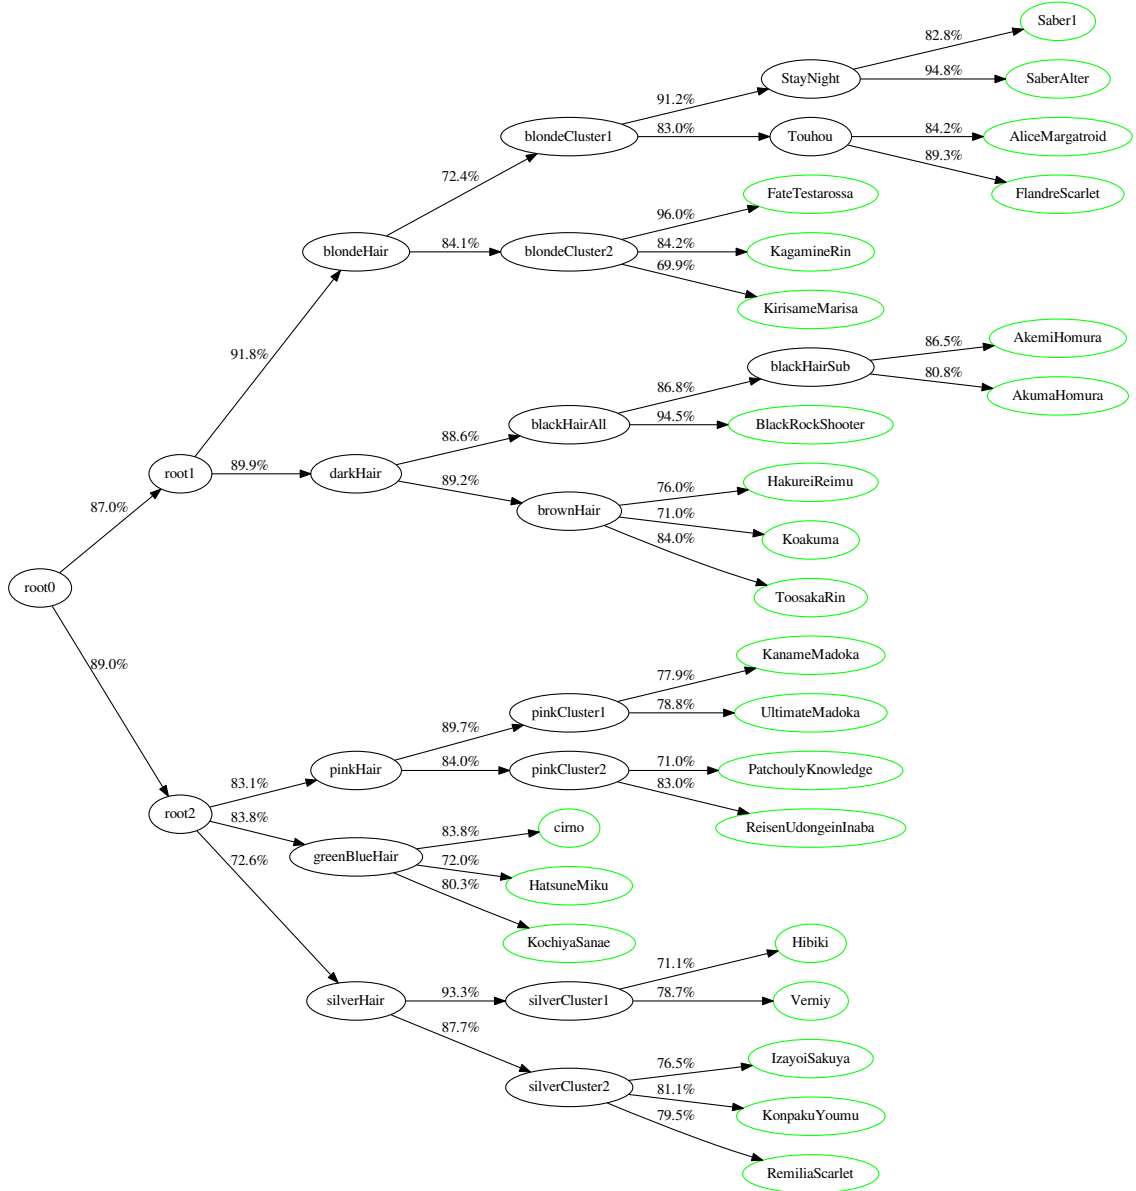 Saber1
82.8%
StayNight
94.8%
SaberAlter
91.2%
blondeCluster1
83.0%
Touhou
84.2%
AliceMargatroid
89.3%
FlandreScarlet
72.4%
FateTestarossa
96.0%
blondeHair
84.1%
blondeCluster2
84.2%
KagamineRin
69.9%
KirisameMarisa
91.8%
AkemiHomura
86.5%
blackHairSub
80.8%
AkumaHomura
86.8%
blackHairAll
94.5%
BlackRockShooter
88.6%
root1
89.9%
darkHair
89.2%
76.0%
HakureiReimu
brownHair
71.0%
Koakuma
84.0%
ToosakaRin
87.0%
root0
89.0%
KanameMadoka
77.9%
pinkCluster1
78.8%
UltimateMadoka
89.7%
pinkHair
84.0%
pinkCluster2
71.0%
PatchoulyKnowledge
83.0%
ReisenUdongeinInaba
83.1%
root2
83.8%
greenBlueHair
83.8%
cirno
72.0%
HatsuneMiku
80.3%
KochiyaSanae
72.6%
Hibiki
71.1%
silverHair
93.3%
silverCluster1
78.7%
Verniy
87.7%
76.5%
IzayoiSakuya
silverCluster2
81.1%
KonpakuYoumu
79.5%
RemiliaScarlet